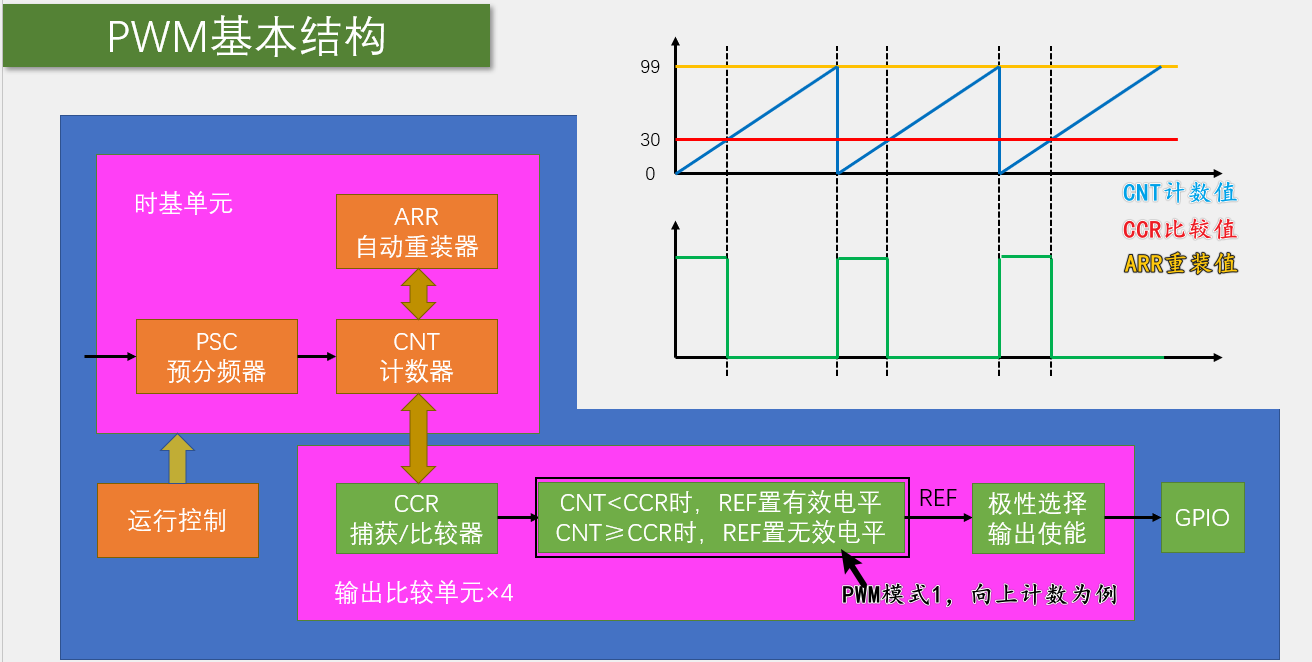 PWM基本结构
99
30
0
CNT计数值
CCR比较值
ARR重装值
时基单元
ARR
自动重装器
PSC
预分频器
CNT
计数器
运行控制
CCR
捕获/比较器
CNT<CCR时，REF置有效电平
CNT≥CCR时，REF置无效电平
REF
极性选择
输出使能
GPIO
输出比较单元×4
PWM模式1，向上计数为例